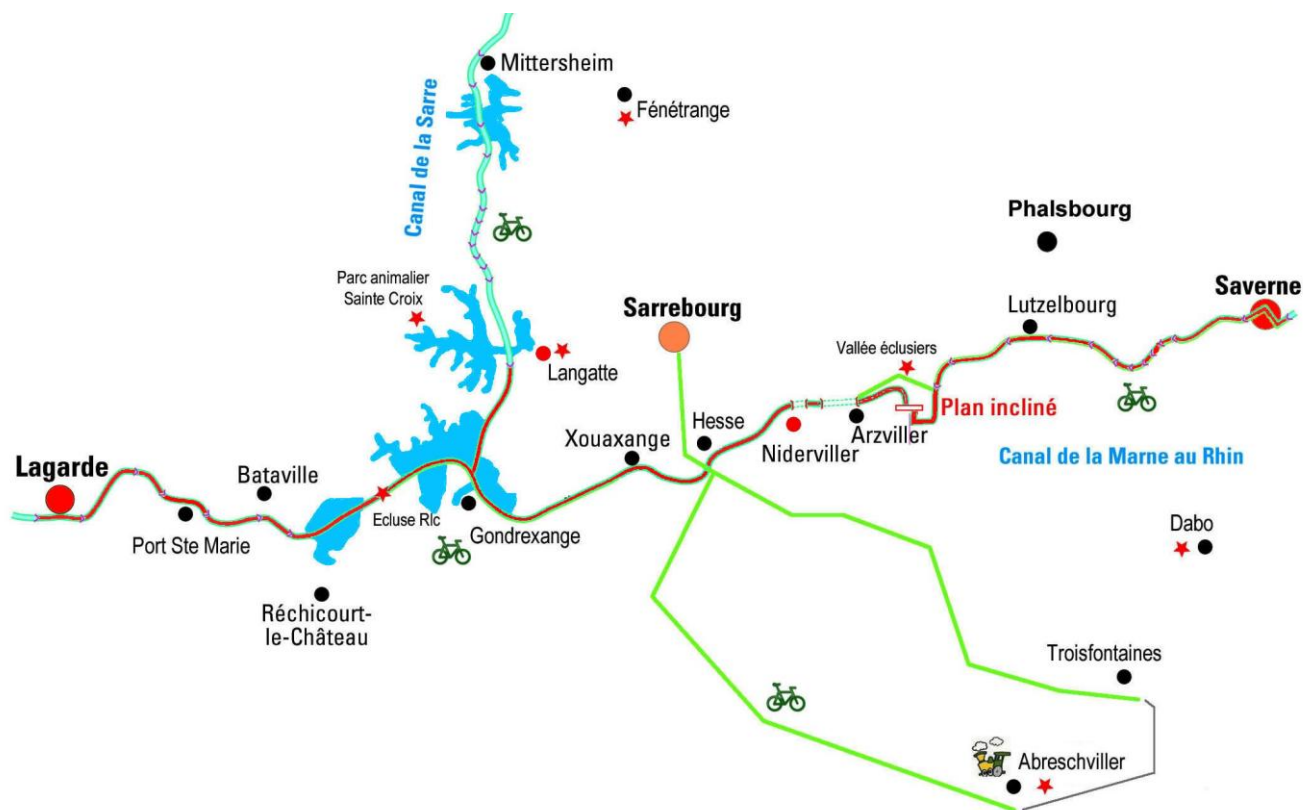 Mittersheim
Fénétrange
Canal de la Sarre
Phalsbourg
Parc animalier
Sainte Croix
Sarrebourg
Saverne
Lutzelbourg
Vallée éclusiers
Langatte
Plan incliné
Hesse
Arzviller
Niderviller
Xouaxange
Canal de la Marne au Rhin
Lagarde
Bataville
Ecluse Rlc
Gondrexange
Port Ste Marie
Dabo
Réchicourt-
le-Château
Troisfontaines
Abreschviller